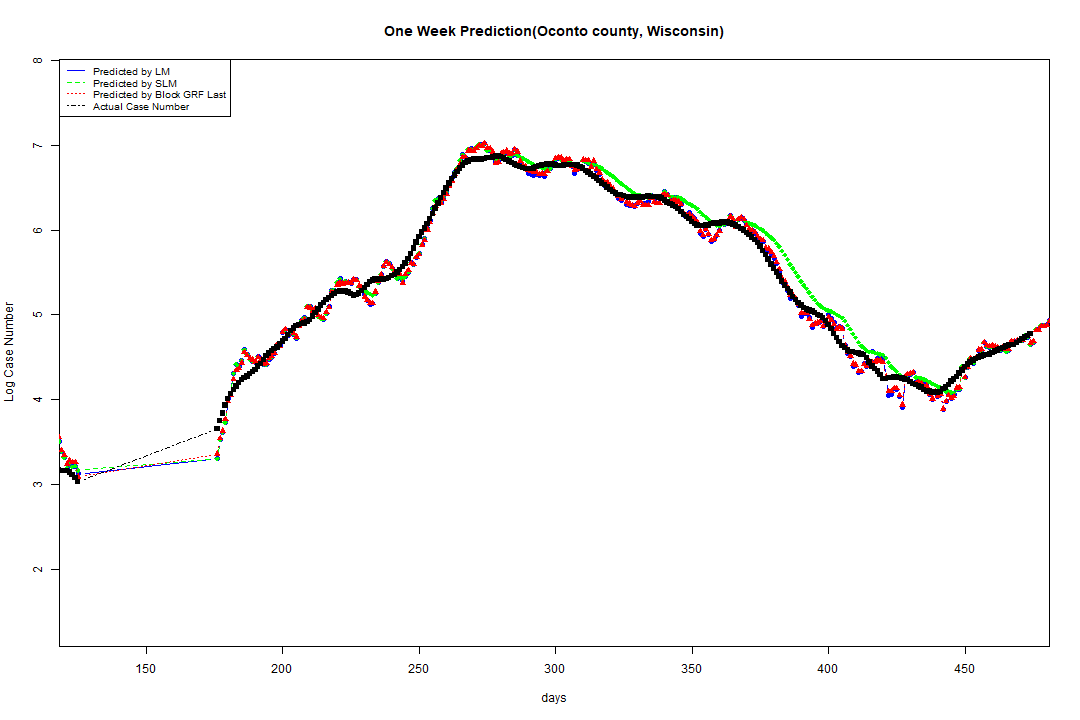 One Week Prediction(Oconto county, Wisconsin)
Predicted by LM
Predicted by SLM
Predicted by Block GRF Last
Actual Case Number
8
7
6
5
4
3
2
Log Case Number
150 200 250 300 350 400 450
days